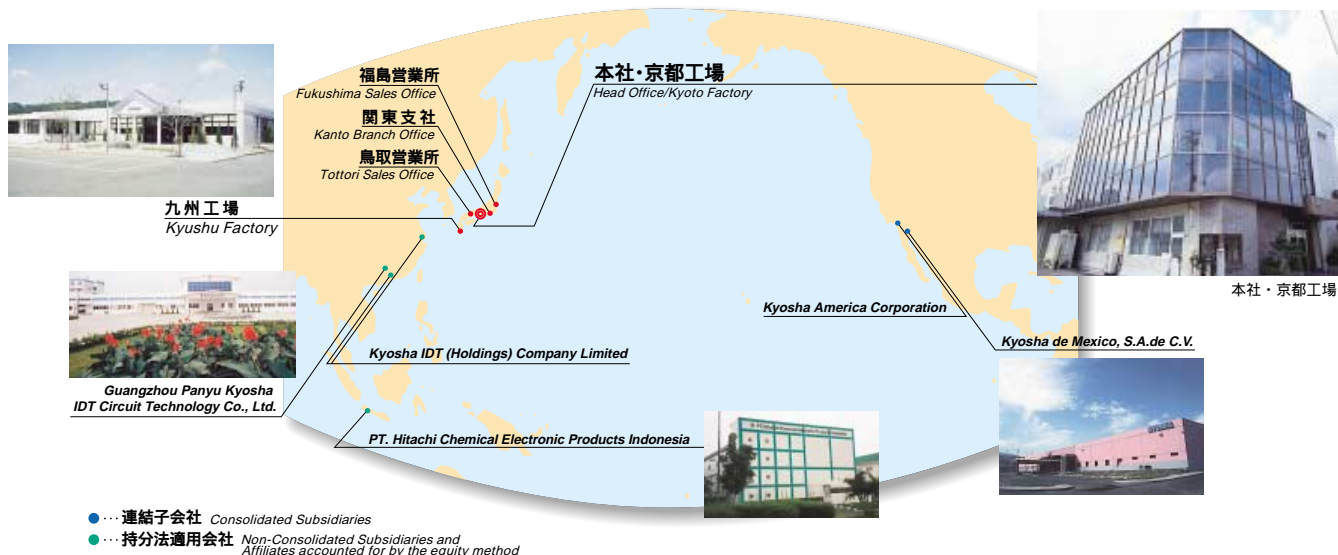 福島営業所
Fukushima Sales Office
関東支社
Kanto Branch Office
鳥取営業所
Tottori Sales Office
本社・京都工場
Head Office/Kyoto Factory
九州工場
Kyushu Factory
本社・京都工場
Kyosha America Corporation
Kyosha de Mexico, S.A.de C.V.
Kyosha IDT (Holdings) Company Limited
Guangzhou Panyu Kyosha
IDT Circuit Technology Co., Ltd.
PT. Hitachi Chemical Electronic Products Indonesia
●···連結子会社 Consolidated Subsidiaries
●···持分法適用会社 Non-Consolidated Subsidiaries and
Affiliates accounted for by the equity method